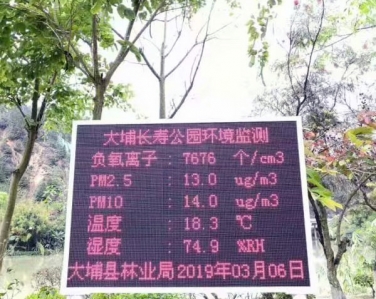 大埔长寿公园环境监测
负氧离子 : 7676 个/cm3
PM2.5 : 13.0 ug/m3
PM10 : 14.0 ug/m3
温度 : 18.3 ℃
湿度 : 74.9 %RH
大埔县林业局2019年03月06日